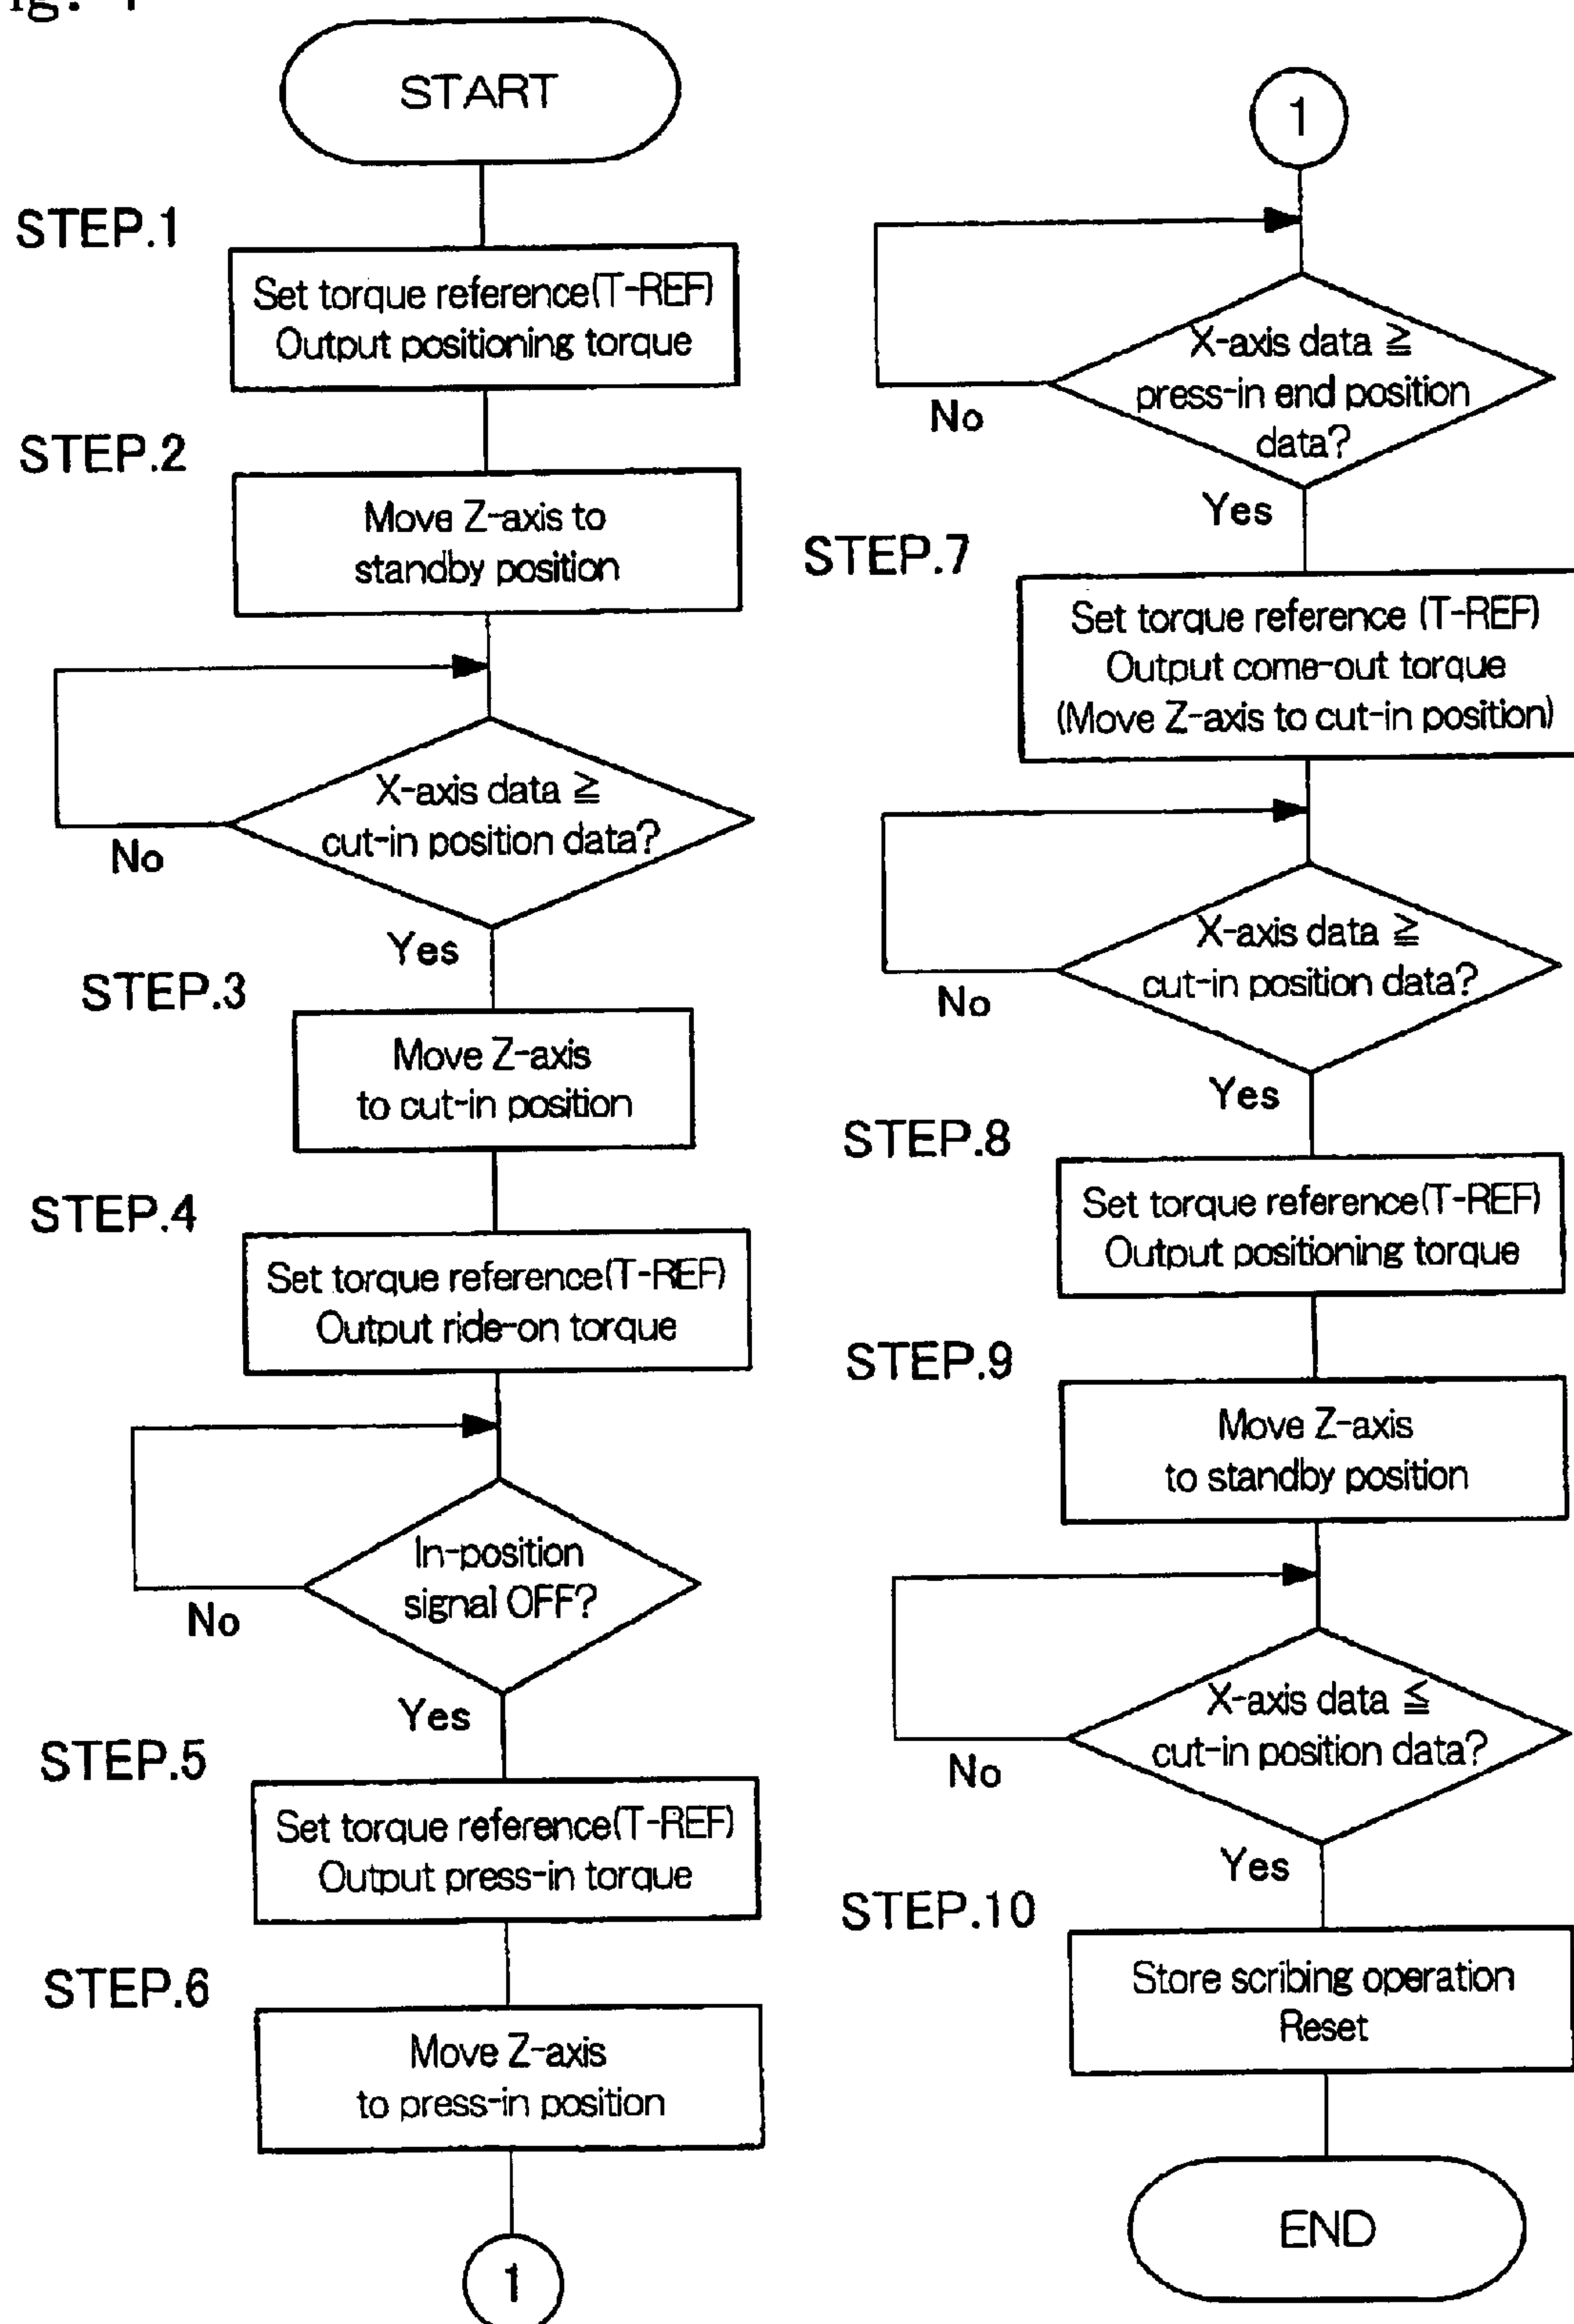 START
STEP.1
Set torque reference(T-REF)
Output positioning torque
STEP.2
Move Z-axis to
standby position
X-axis data ≧
cut-in position data?
No
Yes
STEP.3
Move Z-axis
to cut-in position
STEP.4
Set torque reference(T-REF)
Output ride-on torque
In-position
signal OFF?
No
Yes
STEP.5
Set torque reference(T-REF)
Output press-in torque
STEP.6
Move Z-axis
to press-in position
1
1
X-axis data ≧
press-in end position
data?
No
Yes
STEP.7
Set torque reference (T-REF)
Output come-out torque
(Move Z-axis to cut-in position)
X-axis data ≧
cut-in position data?
No
Yes
STEP.8
Set torque reference(T-REF)
Output positioning torque
STEP.9
Move Z-axis
to standby position
X-axis data ≦
cut-in position data?
No
Yes
STEP.10
Store scribing operation
Reset
END